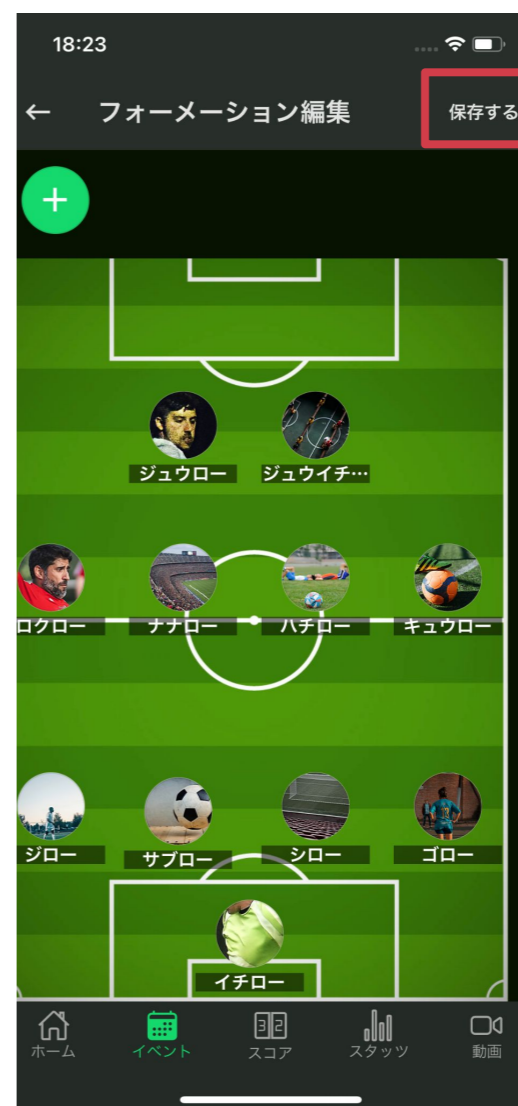 18:23
フォーメーション編集
保存する
ジュウロー
ジュウイチ…
ロクロー
ナナロー
ハチロー
キュウロー
ジロー
サブロー
シロー
ゴロー
イチロー
ホーム
イベント
スコア
スタッツ
動画